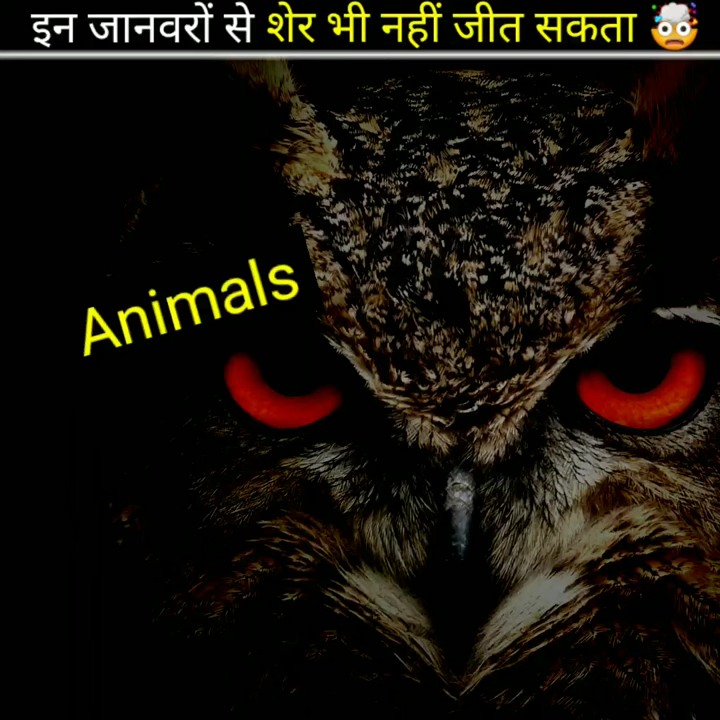 इन जानवरों से शेर भी नहीं जीत सकता 🤯
Animals